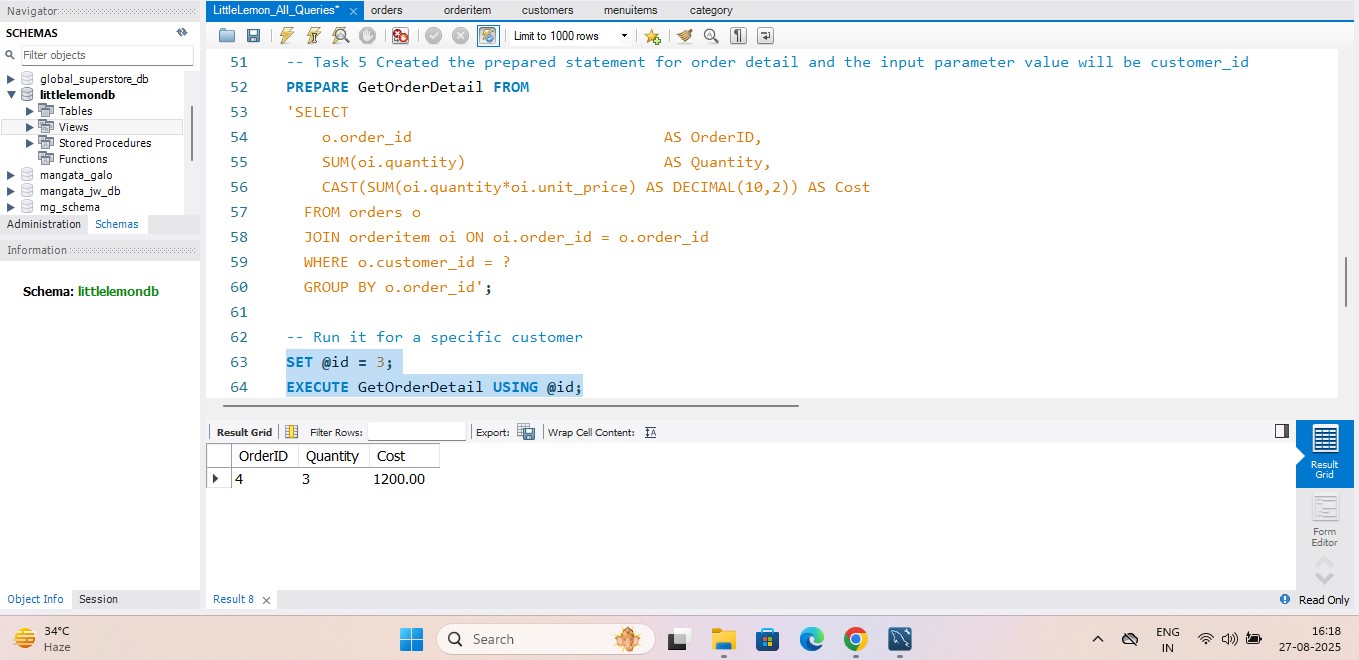 Navigator
SCHEMAS
Filter objects
global_superstore_db
littlelemondb
Tables
Views
Stored Procedures
Functions
mangata_galo
mangata_jw_db
mg_schema
Administration Schemas
Information
Schema: littlelemondb
Object Info Session
LittleLemon_All_Queries* orders orderitem customers menuitems category
Limit to 1000 rows
51 -- Task 5 Created the prepared statement for order detail and the input parameter value will be customer_id
52 PREPARE GetOrderDetail FROM
53 'SELECT
54 o.order_id AS OrderID,
55 SUM(oi.quantity) AS Quantity,
56 CAST(SUM(oi.quantity*oi.unit_price) AS DECIMAL(10,2)) AS Cost
57 FROM orders o
58 JOIN orderitem oi ON oi.order_id = o.order_id
59 WHERE o.customer_id = ?
60 GROUP BY o.order_id';
61
62 -- Run it for a specific customer
63 SET @id = 3;
64 EXECUTE GetOrderDetail USING @id;
Result Grid Filter Rows: Export: Wrap Cell Content:
OrderID Quantity Cost
4 3 1200.00
Result
Grid
Form
Editor
Result 8
Read Only
34°C
Haze
Search
ENG
IN
16:18
27-08-2025